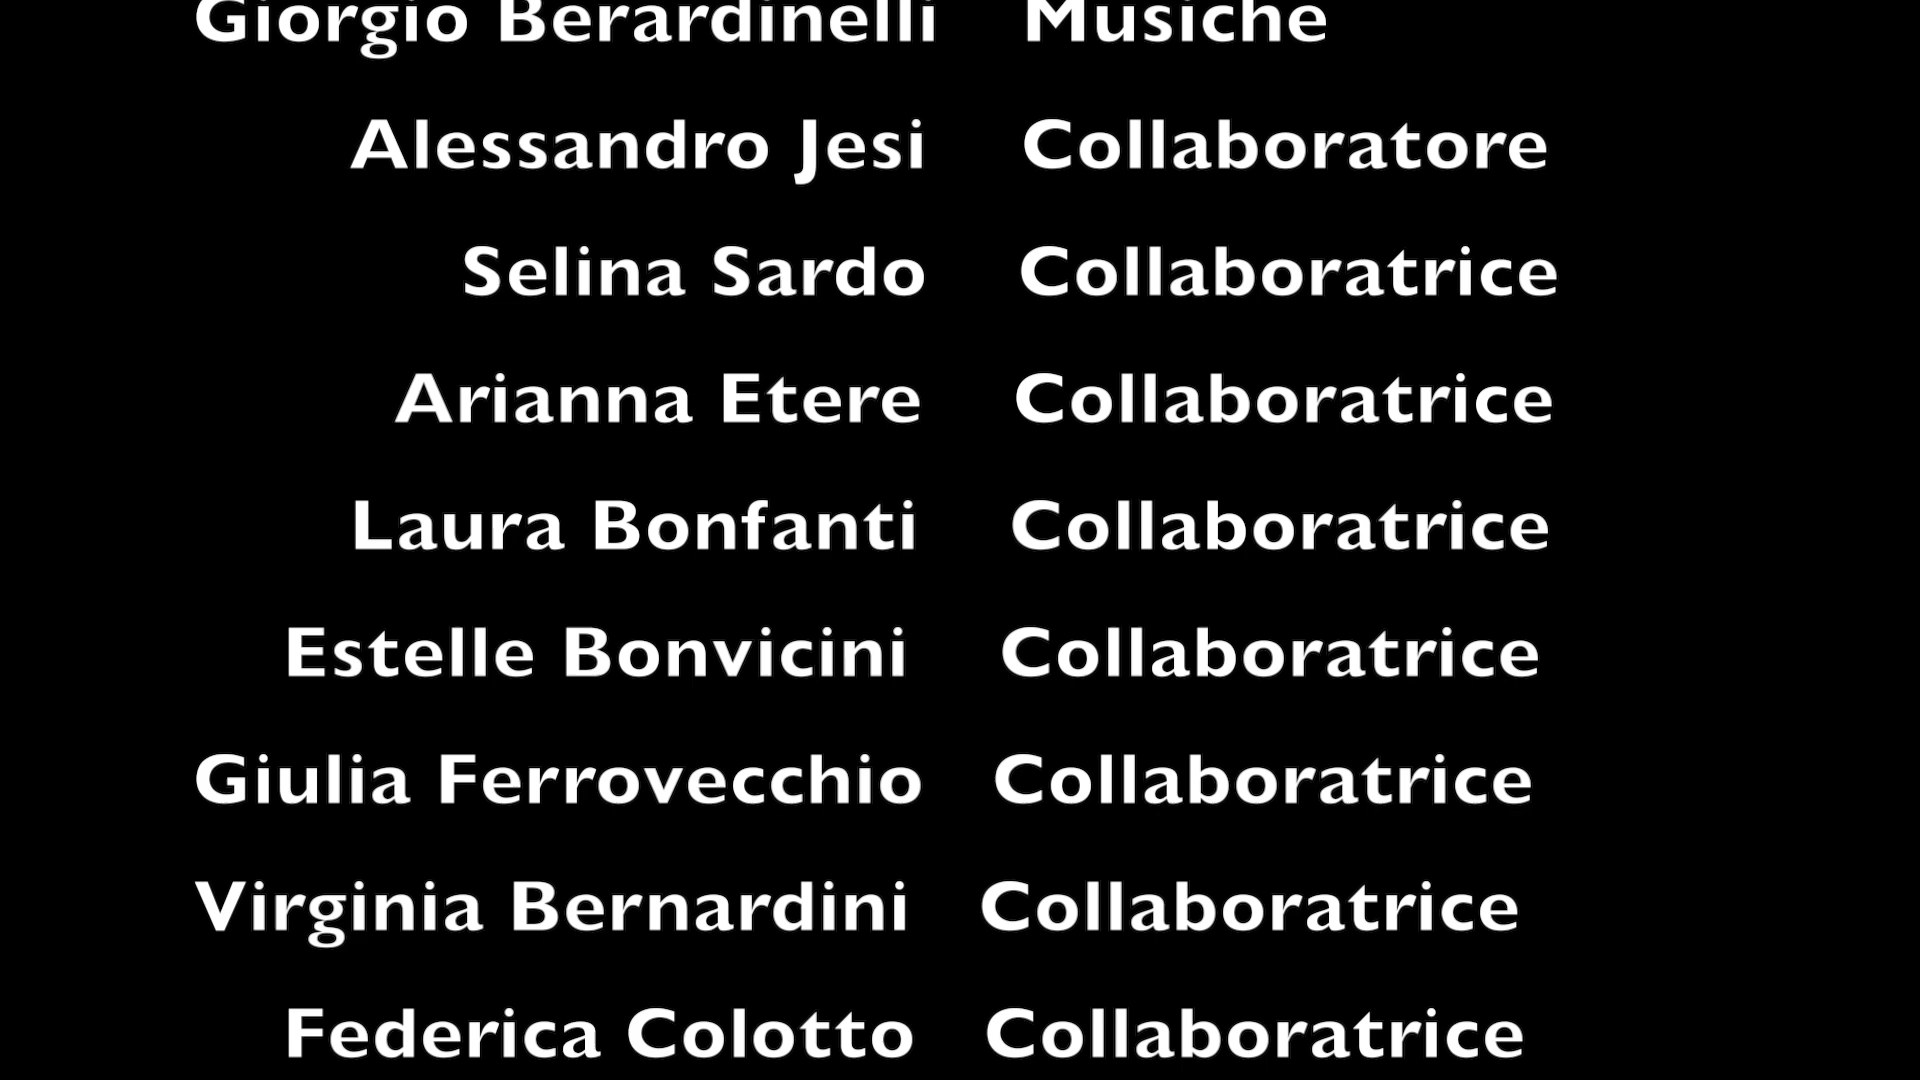 Giorgio Berardinelli Musiche
Alessandro Jesi Collaboratore
Selina Sardo Collaboratrice
Arianna Etere Collaboratrice
Laura Bonfanti Collaboratrice
Estelle Bonvicini Collaboratrice
Giulia Ferrovecchio Collaboratrice
Virginia Bernardini Collaboratrice
Federica Colotto Collaboratrice